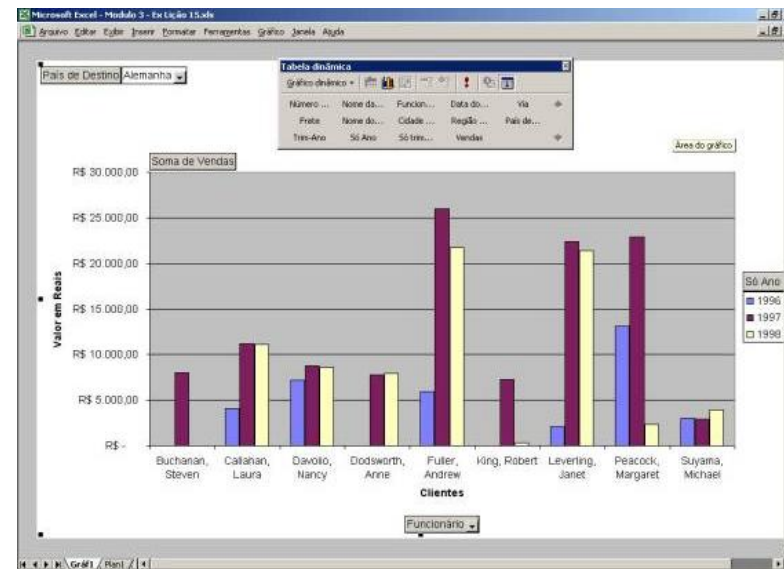 Microsoft Excel - Modulo 3 - Ex Lição 15.xls
Arquivo Editar Exibir Inserir Formatar Ferramentas Gráfico Janela Ajuda
País de Destino Alemanha
Tabela dinâmica
Gráfico dinâmico
Número ... Nome da... Funcion... Data do... Via
Frete Nome do... Cidade ... Região ... País de...
Trim-Ano Só Ano Só trim... Vendas
Área do gráfico
Soma de Vendas
R$ 30.000,00
R$ 25.000,00
R$ 20.000,00
R$ 15.000,00
R$ 10.000,00
R$ 5.000,00
R$ -
Valor em Reais
Só Ano
1996
1997
1998
Buchanan, Steven
Callahan, Laura
Davolio, Nancy
Dodsworth, Anne
Fuller, Andrew
King, Robert
Leverling, Janet
Peacock, Margaret
Suyama, Michael
Clientes
Funcionário
Gráf1 Plan1